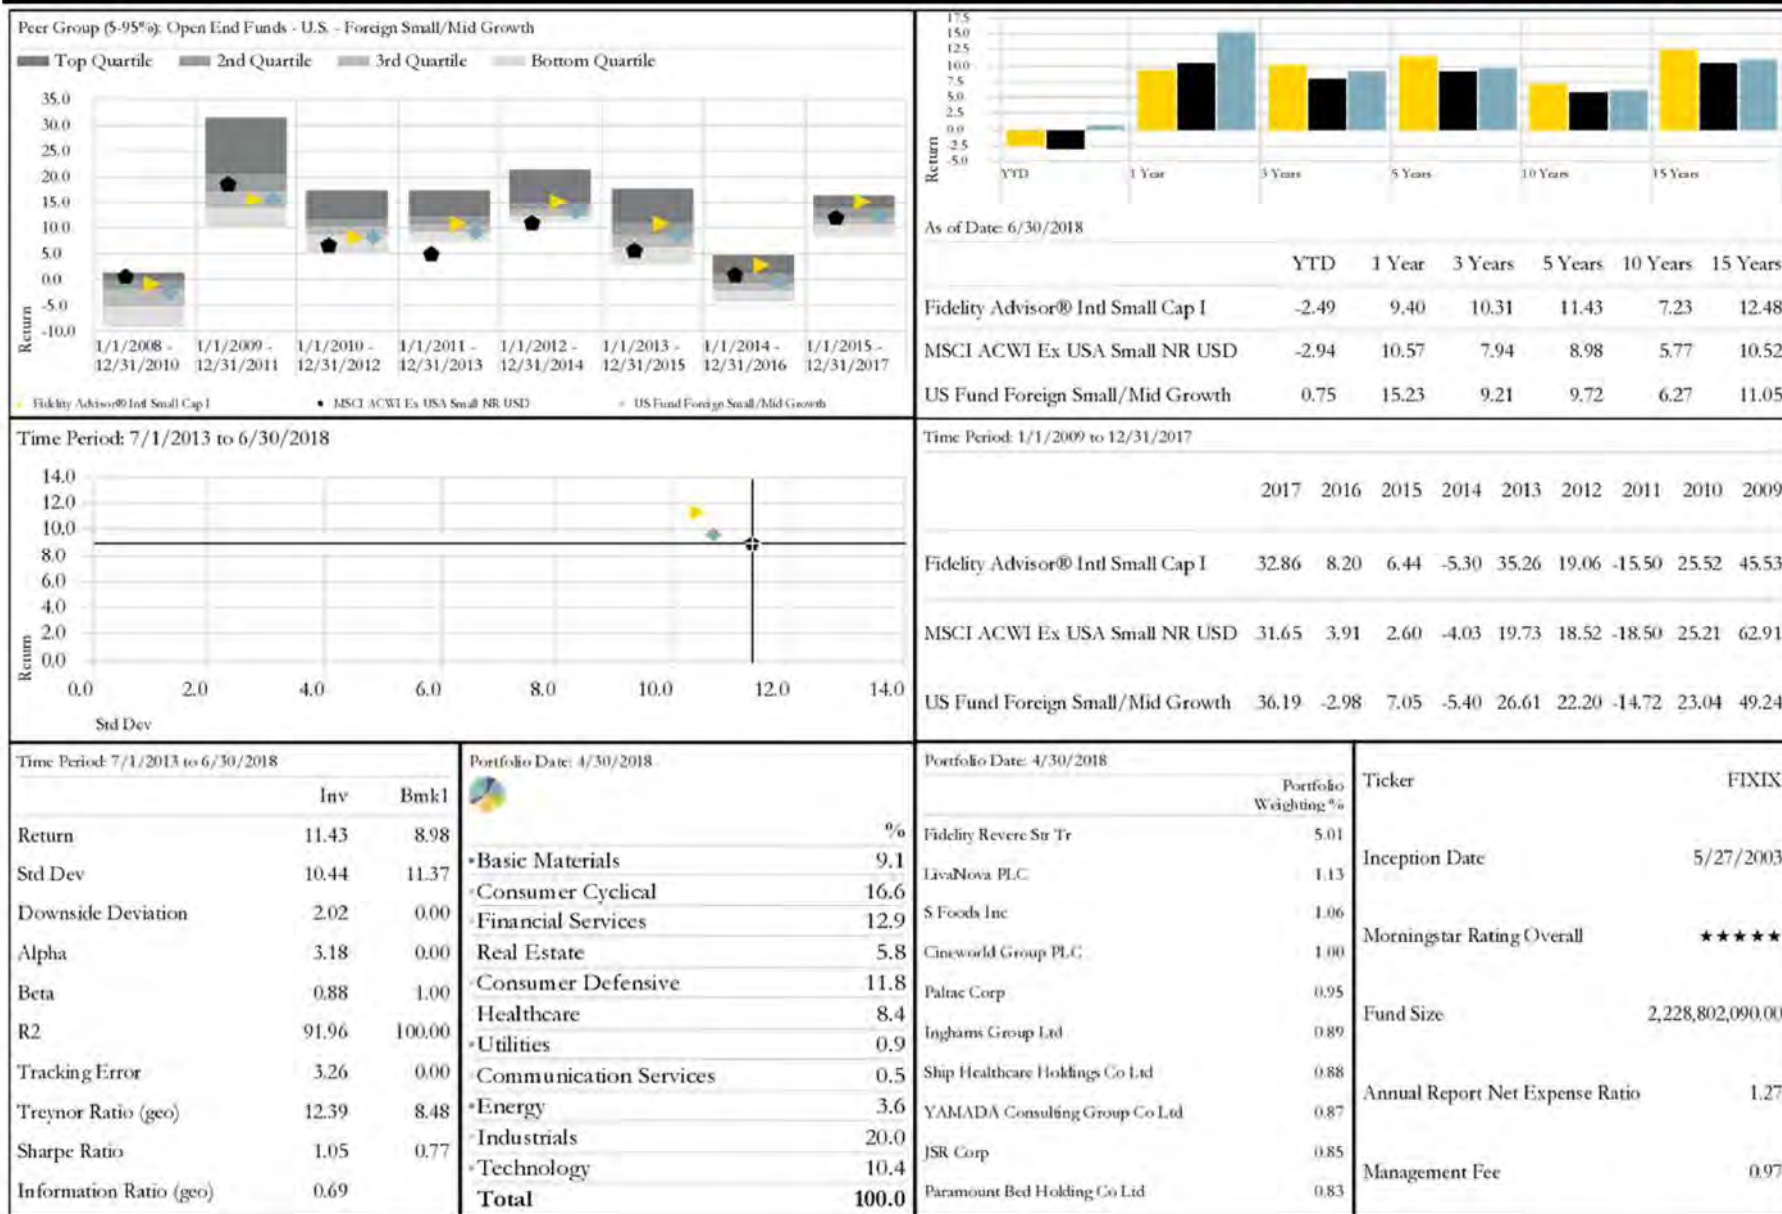 Peer Group (5-95%): Open End Funds - U.S. - Foreign Small/Mid Growth
Top Quartile 2nd Quartile 3rd Quartile Bottom Quartile
35.0
30.0
25.0
20.0
15.0
10.0
5.0
0.0
-5.0
-10.0
Return
1/1/2008 - 1/1/2009 - 1/1/2010 - 1/1/2011 - 1/1/2012 - 1/1/2013 - 1/1/2014 - 1/1/2015 -
12/31/2010 12/31/2011 12/31/2012 12/31/2013 12/31/2014 12/31/2015 12/31/2016 12/31/2017
Fidelity Advisor® Intl Small Cap I MSCI ACWI Ex USA Small NR USD US Fund Foreign Small/Mid Growth
17.5
15.0
12.5
10.0
7.5
5.0
2.5
0.0
-2.5
-5.0
Return
YTD 1 Year 3 Years 5 Years 10 Years 15 Years
As of Date: 6/30/2018
YTD 1 Year 3 Years 5 Years 10 Years 15 Years
Fidelity Advisor® Intl Small Cap I -2.49 9.40 10.31 11.43 7.23 12.48
MSCI ACWI Ex USA Small NR USD -2.94 10.57 7.94 8.98 5.77 10.52
US Fund Foreign Small/Mid Growth 0.75 15.23 9.21 9.72 6.27 11.05
Time Period: 7/1/2013 to 6/30/2018
14.0
12.0
10.0
8.0
6.0
4.0
2.0
0.0
Return
0.0 2.0 4.0 6.0 8.0 10.0 12.0 14.0
Std Dev
Time Period: 1/1/2009 to 12/31/2017
2017 2016 2015 2014 2013 2012 2011 2010 2009
Fidelity Advisor® Intl Small Cap I 32.86 8.20 6.44 -5.30 35.26 19.06 -15.50 25.52 45.53
MSCI ACWI Ex USA Small NR USD 31.65 3.91 2.60 -4.03 19.73 18.52 -18.50 25.21 62.91
US Fund Foreign Small/Mid Growth 36.19 -2.98 7.05 -5.40 26.61 22.20 -14.72 23.04 49.24
Time Period: 7/1/2013 to 6/30/2018
Inv Bmk1
Return 11.43 8.98
Std Dev 10.44 11.37
Downside Deviation 2.02 0.00
Alpha 3.18 0.00
Beta 0.88 1.00
R2 91.96 100.00
Tracking Error 3.26 0.00
Treynor Ratio (geo) 12.39 8.48
Sharpe Ratio 1.05 0.77
Information Ratio (geo) 0.69
Portfolio Date: 4/30/2018
%
•Basic Materials 9.1
•Consumer Cyclical 16.6
•Financial Services 12.9
Real Estate 5.8
•Consumer Defensive 11.8
Healthcare 8.4
•Utilities 0.9
•Communication Services 0.5
•Energy 3.6
•Industrials 20.0
•Technology 10.4
Total 100.0
Portfolio Date: 4/30/2018
Portfolio
Weighting %
Fidelity Revere Str Tr 5.01
LivaNova PLC 1.13
S Foods Inc 1.06
Cineworld Group PLC 1.00
Paltac Corp 0.95
Inghams Group Ltd 0.89
Ship Healthcare Holdings Co Ltd 0.88
YAMADA Consulting Group Co Ltd 0.87
JSR Corp 0.85
Paramount Bed Holding Co Ltd 0.83
Ticker FIXIX
Inception Date 5/27/2003
Morningstar Rating Overall ★★★★★
Fund Size 2,228,802,090.00
Annual Report Net Expense Ratio 1.27
Management Fee 0.97